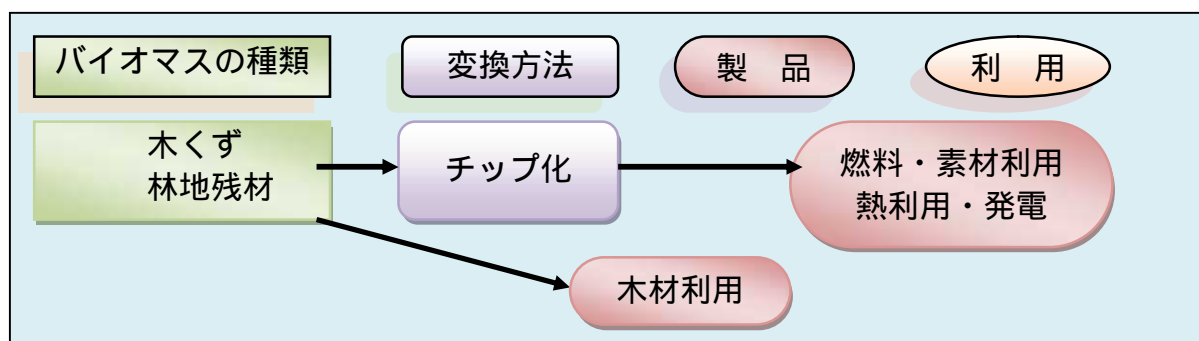 バイオマスの種類
変換方法
製　品
利　用
木くず
林地残材
チップ化
燃料・素材利用
熱利用・発電
木材利用